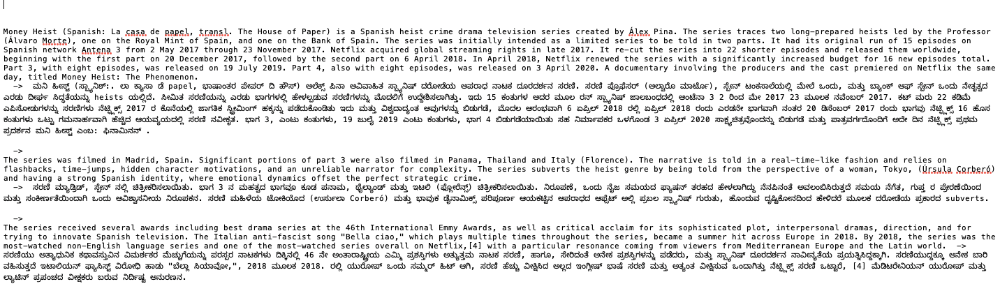 Money Heist (Spanish: La casa de papel, transl. The House of Paper) is a Spanish heist crime drama television series created by Álex Pina. The series traces two long-prepared heists led by the Professor
(Álvaro Morte), one on the Royal Mint of Spain, and one on the Bank of Spain. The series was initially intended as a limited series to be told in two parts. It had its original run of 15 episodes on
Spanish network Antena 3 from 2 May 2017 through 23 November 2017. Netflix acquired global streaming rights in late 2017. It re-cut the series into 22 shorter episodes and released them worldwide,
beginning with the first part on 20 December 2017, followed by the second part on 6 April 2018. In April 2018, Netflix renewed the series with a significantly increased budget for 16 new episodes total.
Part 3, with eight episodes, was released on 19 July 2019. Part 4, also with eight episodes, was released on 3 April 2020. A documentary involving the producers and the cast premiered on Netflix the same
day, titled Money Heist: The Phenomenon.
-> ಮನಿ ಹೀಸ್ಟ್ (ಸ್ಪ್ಯಾನಿಶ್:. ಲಾ ಕ್ಯಾಸಾ ಡೆ papel, ಭಾಷಾಂತರ ಪೇಪರ್ ದಿ ಹೌಸ್) ಅಲೆಕ್ಸ್ ಪಿನಾ ಅವಿವಾಹಿತ ಸ್ಪ್ಯಾನಿಷ್ ದರೋಡೆಯ ಅಪರಾಧ ನಾಟಕ ದೂರದರ್ಶನ ಸರಣಿ. ಸರಣಿ ಪ್ರೊಫೆಸರ್ (ಅಲ್ವಾರೊ ಮಾರ್ಟೊ), ಸ್ಪೇನ್ ಟಂಕಸಾಲೆಯಲ್ಲಿ ಮೇಲೆ ಒಂದು, ಮತ್ತು ಬ್ಯಾಂಕ್ ಆಫ್ ಸ್ಪೇನ್ ಒಂದು ನೇತೃತ್ವದ
ಎರಡು ದೀರ್ಘ ಸಿದ್ಧತೆಯನ್ನು heists ಯಲ್ಲಿದೆ. ಸೀಮಿತ ಸರಣಿಯನ್ನು ಎರಡು ಭಾಗಗಳಲ್ಲಿ ಹೇಳಲ್ಪಡುವ ಸರಣಿಗಳನ್ನು ಮೊದಲಿಗೆ ಉದ್ದೇಶಿಸಲಾಗಿತ್ತು. ಇದು 15 ಕಂತುಗಳ ಅದರ ಮೂಲ ರನ್ ಸ್ಪ್ಯಾನಿಷ್ ಜಾಲಬಂಧದಲ್ಲಿ ಆಂಟೆನಾ 3 2 ರಿಂದ ಮೇ 2017 23 ಮೂಲಕ ನವೆಂಬರ್ 2017. ಕಟ್ ಮರು 22 ಕಡಿಮೆ
ಎಪಿಸೋಡುಗಳನ್ನು ಸರಣಿಗಳು ನೆಟ್ಫ್ಲಿಕ್ಸ್ 2017 ರ ಕೊನೆಯಲ್ಲಿ ಜಾಗತಿಕ ಸ್ಟ್ರೀಮಿಂಗ್ ಹಕ್ಕನ್ನು ಪಡೆದುಕೊಂಡಿತು ಇದು ಮತ್ತು ವಿಶ್ವದಾದ್ಯಂತ ಅವುಗಳನ್ನು ಬಿಡುಗಡೆ, ಮೊದಲ ಆರಂಭವಾಗಿ 6 ಏಪ್ರಿಲ್ 2018 ರಲ್ಲಿ ಏಪ್ರಿಲ್ 2018 ರಂದು ಎರಡನೇ ಭಾಗವಾಗಿ ನಂತರ 20 ಡಿಸೆಂಬರ್ 2017 ರಂದು ಭಾಗವು ನೆಟ್ಫ್ಲಿಕ್ಸ್ 16 ಹೊಸ
ಕಂತುಗಳು ಒಟ್ಟು ಗಮನಾರ್ಹವಾಗಿ ಹೆಚ್ಚಿದ ಆಯವ್ಯಯದಲ್ಲಿ ಸರಣಿ ನವೀಕೃತ. ಭಾಗ 3, ಎಂಟು ಕಂತುಗಳು, 19 ಜುಲೈ 2019 ಎಂಟು ಕಂತುಗಳು, ಭಾಗ 4 ಬಿಡುಗಡೆಯಾಯಿತು ಸಹ ನಿರ್ಮಾಪಕರ ಒಳಗೊಂಡ 3 ಏಪ್ರಿಲ್ 2020 ಸಾಕ್ಷ್ಯಚಿತ್ರವೊಂದನ್ನು ಬಿಡುಗಡೆ ಮತ್ತು ಪಾತ್ರವರ್ಗದೊಂದಿಗೆ ಅದೇ ದಿನ ನೆಟ್ಫ್ಲಿಕ್ಸ್ ಪ್ರಥಮ
ಪ್ರದರ್ಶನ ಮನಿ ಹೀಸ್ಟ್ ಎಂಬ: ಫಿನಾಮಿನನ್ .
->
The series was filmed in Madrid, Spain. Significant portions of part 3 were also filmed in Panama, Thailand and Italy (Florence). The narrative is told in a real-time-like fashion and relies on
flashbacks, time-jumps, hidden character motivations, and an unreliable narrator for complexity. The series subverts the heist genre by being told from the perspective of a woman, Tokyo, (Úrsula Corberó)
and having a strong Spanish identity, where emotional dynamics offset the perfect strategic crime.
-> ಸರಣಿ ಮ್ಯಾಡ್ರಿಡ್, ಸ್ಪೇನ್ ನಲ್ಲಿ ಚಿತ್ರೀಕರಿಸಲಾಯಿತು. ಭಾಗ 3 ನ ಮಹತ್ವದ ಭಾಗವೂ ಕೂಡ ಪನಾಮ, ಥೈಲ್ಯಾಂಡ್ ಮತ್ತು ಇಟಲಿ (ಫ್ಲೋರೆನ್ಸ್) ಚಿತ್ರೀಕರಿಸಲಾಯಿತು. ನಿರೂಪಣೆ, ಒಂದು ನೈಜ ಸಮಯದ ಫ್ಯಾಷನ್ ತರಹದ ಹೇಳಲಾಗಿದ್ದು ನೆನಪಿನಂತೆ ಅವಲಂಬಿಸಿರುತ್ತದೆ ಸಮಯ ನೆಗೆತ, ಗುಪ್ತ ರ ಪ್ರೇರಣೆಯಿಂದ
ಮತ್ತು ಸಂಕೀರ್ಣತೆಯಿಂದಾಗಿ ಒಂದು ಅವಿಶ್ವಾಸನೀಯ ನಿರೂಪಕನ. ಸರಣಿ ಮಹಿಳೆಯ ಟೋಕಿಯೊದ (ಉರ್ಸುಲಾ Corberó) ಮತ್ತು ಭಾವುಕ ಡೈನಾಮಿಕ್ಸ್ ಪರಿಪೂರ್ಣ ಆಯಕಟ್ಟಿನ ಅಪರಾಧದ ಆಫ್ಸೆಟ್ ಅಲ್ಲಿ ಪ್ರಬಲ ಸ್ಪ್ಯಾನಿಷ್ ಗುರುತು, ಹೊಂದುವ ದೃಷ್ಟಿಕೋನದಿಂದ ಹೇಳಿದರೆ ಮೂಲಕ ದರೋಡೆಯ ಪ್ರಕಾರದ subverts.
->
The series received several awards including best drama series at the 46th International Emmy Awards, as well as critical acclaim for its sophisticated plot, interpersonal dramas, direction, and for
trying to innovate Spanish television. The Italian anti-fascist song "Bella ciao," which plays multiple times throughout the series, became a summer hit across Europe in 2018. By 2018, the series was the
most-watched non-English language series and one of the most-watched series overall on Netflix,[4] with a particular resonance coming from viewers from Mediterranean Europe and the Latin world. ->
ಸರಣಿಯು ಅತ್ಯಾಧುನಿಕ ಕಥಾವಸ್ತುವಿನ ವಿಮರ್ಶಕರ ಮೆಚ್ಚುಗೆಯನ್ನು ಪರಸ್ಪರ ನಾಟಕಗಳು ದಿಕ್ಕಿನಲ್ಲಿ 46 ನೇ ಅಂತಾರಾಷ್ಟ್ರೀಯ ಎಮ್ಮಿ ಪ್ರಶಸ್ತಿಗಳು ಅತ್ಯುತ್ತಮ ನಾಟಕ ಸರಣಿ, ಹಾಗೂ, ಸೇರಿದಂತೆ ಅನೇಕ ಪ್ರಶಸ್ತಿಗಳನ್ನು ಪಡೆದರು, ಮತ್ತು ಸ್ಪ್ಯಾನಿಷ್ ದೂರದರ್ಶನ ನಾವೀನ್ಯತೆಯ ಪ್ರಯತ್ನಿಸಿದ್ದಕ್ಕಾಗಿ. ಸರಣಿಯುದ್ದಕ್ಕೂ ಅನೇಕ ಬಾರಿ
ವಹಿಸುತ್ತದೆ ಇಟಾಲಿಯನ್ ಫ್ಯಾಸಿಸ್ಟ್ ವಿರೋಧಿ ಹಾಡು "ಬೆಲ್ಲಾ ಸಿಯಾವೋ,", 2018 ಮೂಲಕ 2018. ರಲ್ಲಿ ಯುರೋಪ್ ಒಂದು ಸಮ್ಮರ್ ಹಿಟ್ ಆಗಿ, ಸರಣಿ ಹೆಚ್ಚು ವೀಕ್ಷಿಸಿದ ಅಲ್ಲದ ಇಂಗ್ಲೀಷ್ ಭಾಷೆ ಸರಣಿ ಮತ್ತು ಅತ್ಯಂತ ವೀಕ್ಷಿಸುವ ಒಂದಾಗಿತ್ತು ನೆಟ್ಫ್ಲಿಕ್ಸ್ ಸರಣಿ ಒಟ್ಟಾರೆ, [4] ಮೆಡಿಟರೇನಿಯನ್ ಯುರೋಪ್ ಮತ್ತು
ಲ್ಯಾಟಿನ್ ಪ್ರಪಂಚದ ವೀಕ್ಷಕರು ಬರುವ ನಿರ್ದಿಷ್ಟ ಅನುರಣನ.